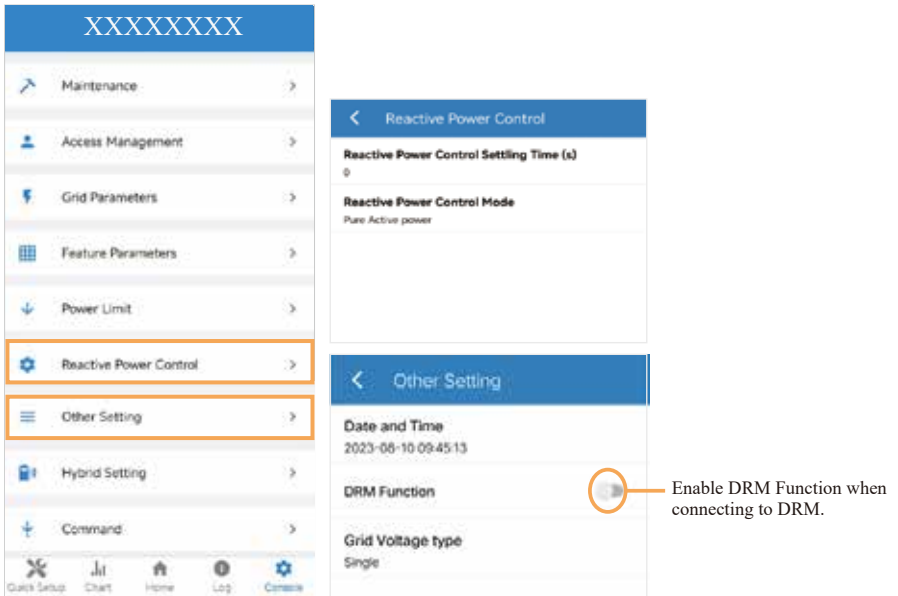 XXXXXXXX
Maintenance
Access Management
Grid Parameters
Feature Parameters
Power Limit
Reactive Power Control
Other Setting
Hybrid Setting
Command
Quick Setup
Chart
Home
Log
Console
Reactive Power Control
Reactive Power Control Settling Time (s)
0
Reactive Power Control Mode
Pure Active power
Other Setting
Date and Time
2023-08-10 09:45:13
DRM Function
Enable DRM Function when
connecting to DRM.
Grid Voltage type
Single